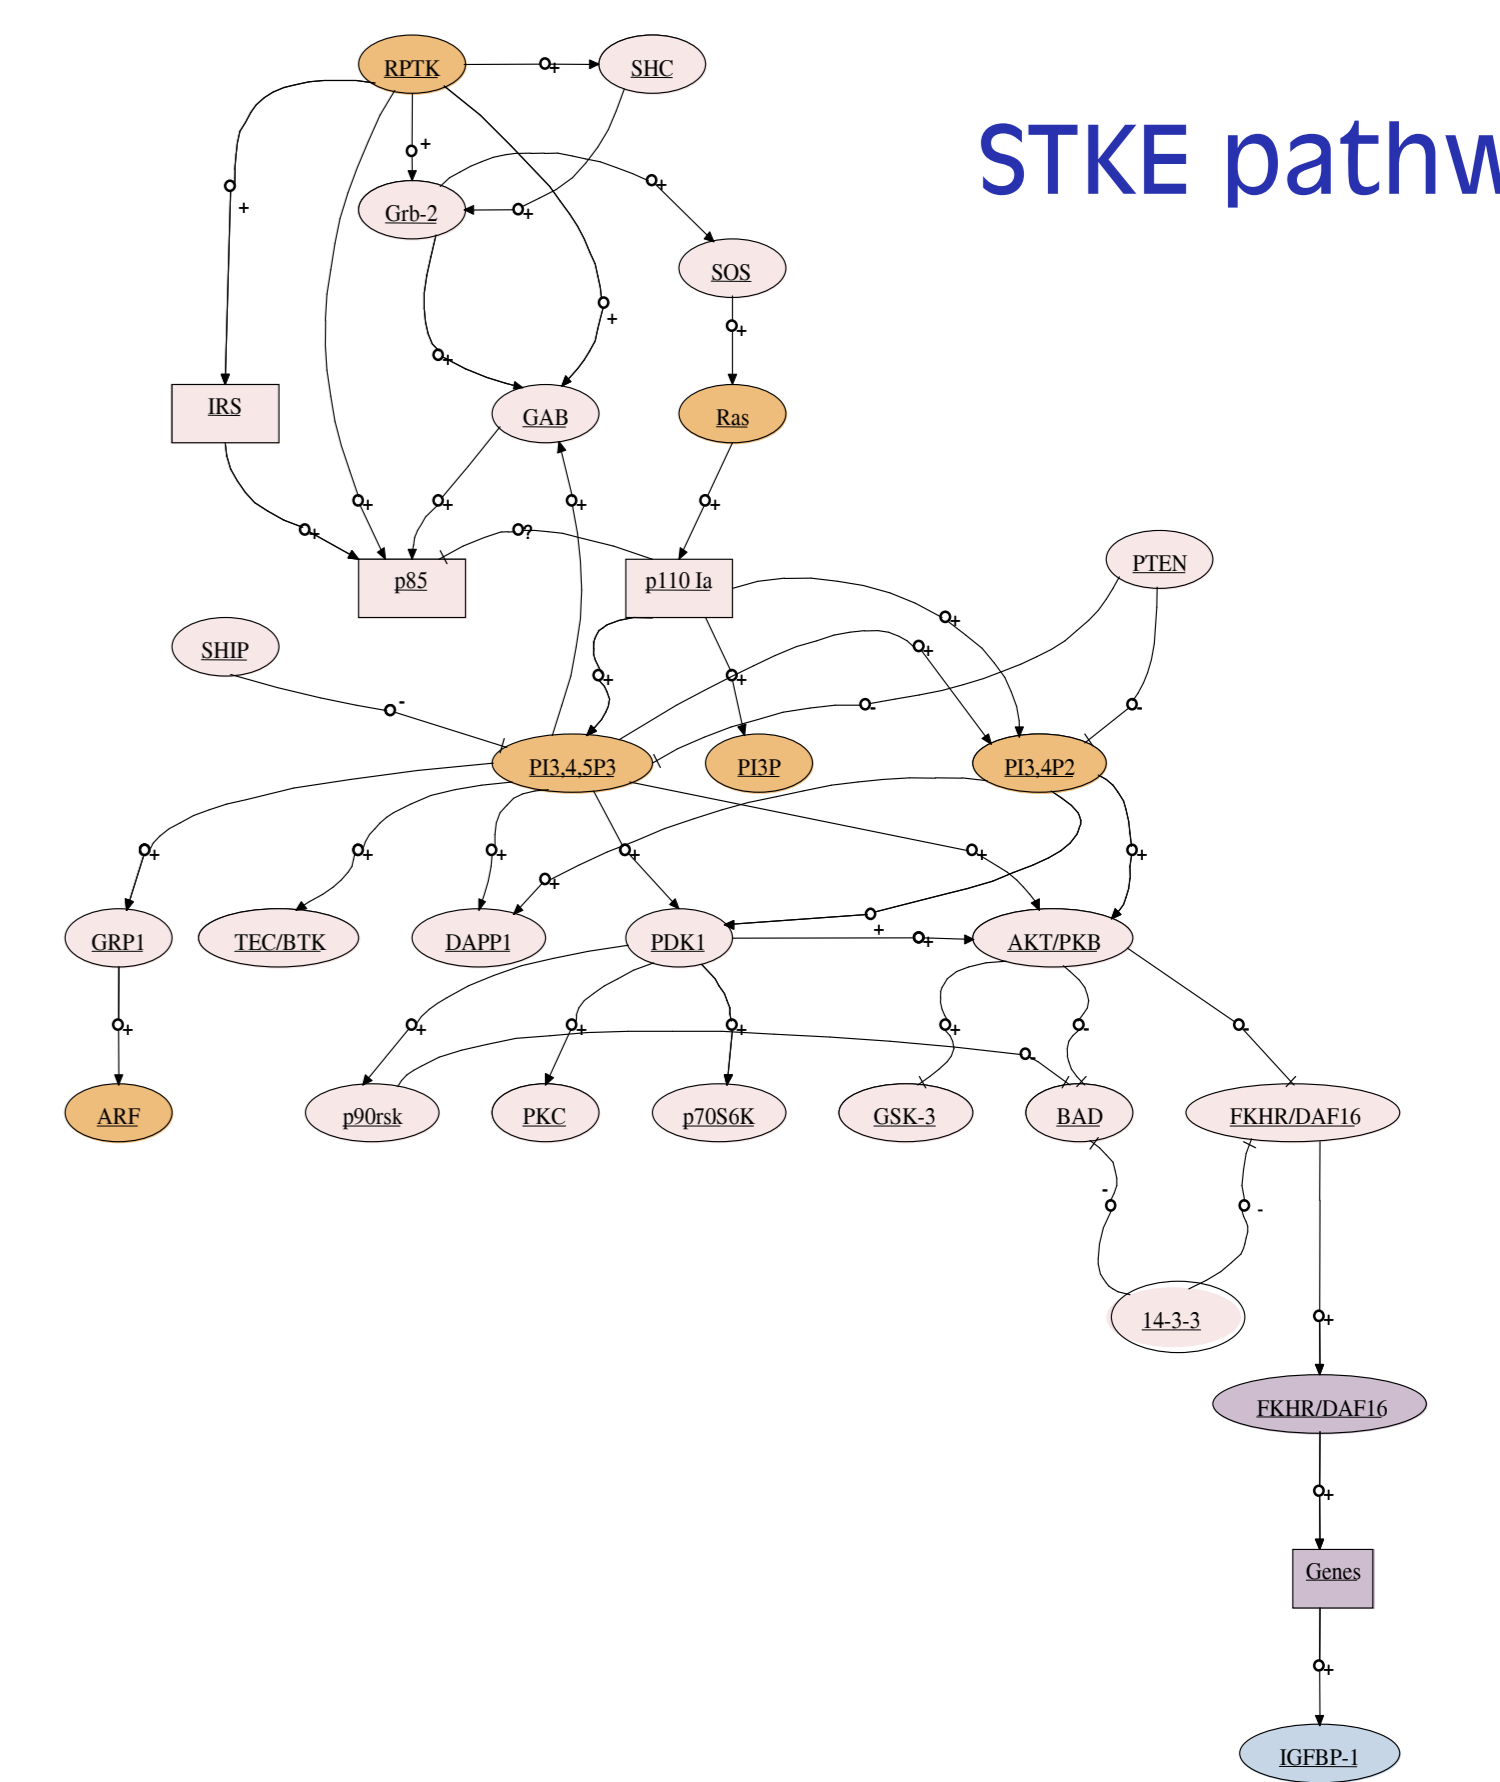 RPTK
SHC
STKE pathw
Grb-2
SOS
IRS
GAB
Ras
p85
p110 Ia
PTEN
SHIP
PI3,4,5P3
PI3P
PI3,4P2
GRP1
TEC/BTK
DAPP1
PDK1
AKT/PKB
ARF
p90rsk
PKC
p70S6K
GSK-3
BAD
FKHR/DAF16
14-3-3
FKHR/DAF16
Genes
IGFBP-1